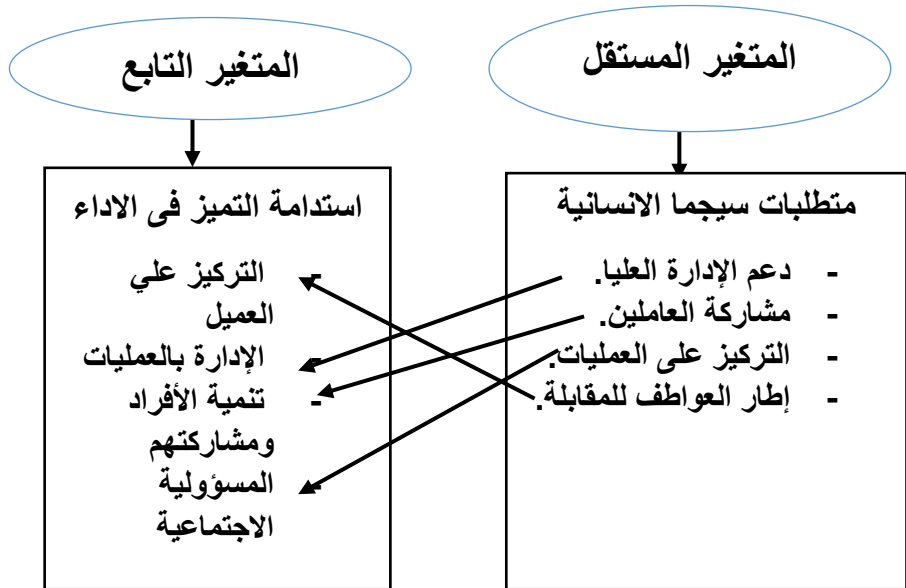 المتغير المستقل
متطلبات سيجما الانسانية
- دعم الإدارة العليا.
- مشاركة العاملين.
- التركيز على العمليات.
- إطار العواطف للمقابلة.
المتغير التابع
استدامة التميز فى الاداء
- التركيز علي
العميل
- الإدارة بالعمليات
- تنمية الأفراد
ومشاركتهم
- المسؤولية
الاجتماعية